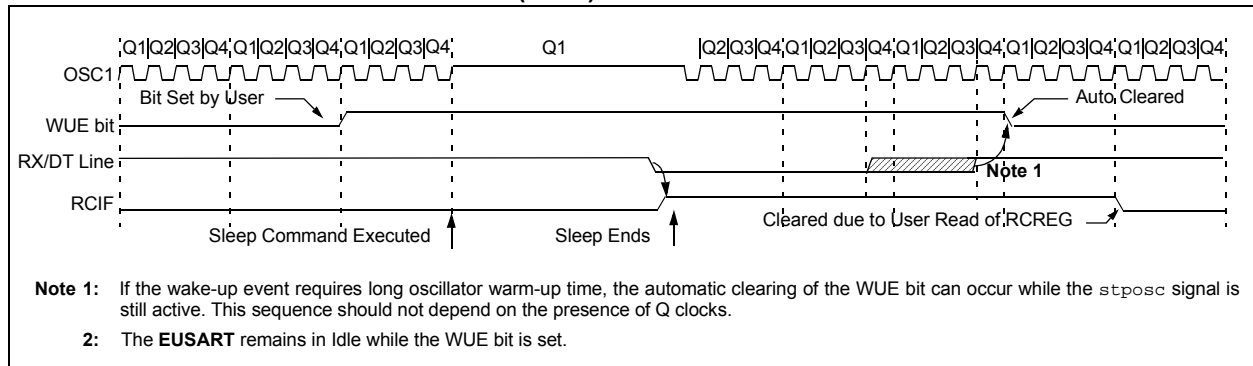 Q1|Q2|Q3|Q4|Q1|Q2|Q3|Q4|Q1|Q2|Q3|Q4 Q1 |Q2|Q3|Q4|Q1|Q2|Q3|Q4|Q4|Q1|Q2|Q3|Q4|Q1|Q2|Q3|Q4|Q1|Q2|Q3|Q4
OSC1
Bit Set by User Auto Cleared
WUE bit
RX/DT Line
Note 1
RCIF
Cleared due to User Read of RCREG
Sleep Command Executed Sleep Ends
Note 1: If the wake-up event requires long oscillator warm-up time, the automatic clearing of the WUE bit can occur while the stposc signal is
still active. This sequence should not depend on the presence of Q clocks.
2: The EUSART remains in Idle while the WUE bit is set.